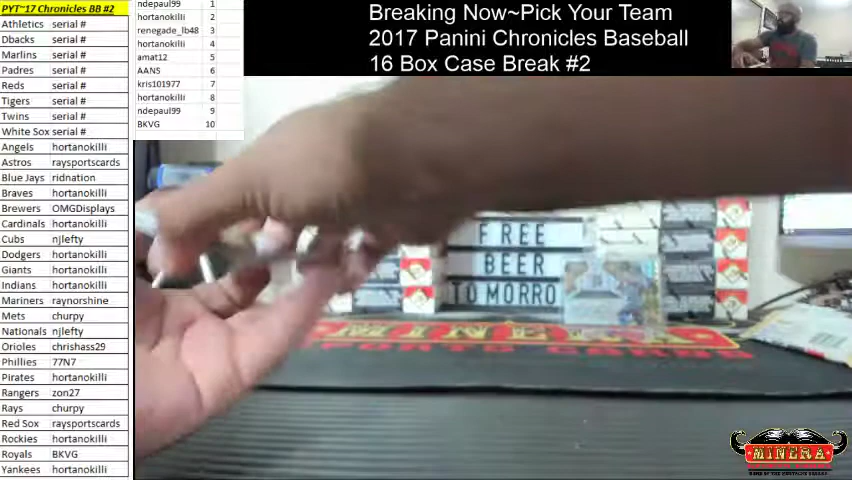 PYT~17 Chronicles BB #2
Athletics serial #
Dbacks serial #
Marlins serial #
Padres serial #
Reds serial #
Tigers serial #
Twins serial #
White Sox serial #
Angels hortanokilli
Astros raysportscards
Blue Jays ridnation
Braves hortanokilli
Brewers OMGDisplays
Cardinals hortanokilli
Cubs njlefty
Dodgers hortanokilli
Giants hortanokilli
Indians hortanokilli
Mariners raynorshine
Mets churpy
Nationals njlefty
Orioles chrishass29
Phillies 77N7
Pirates hortanokilli
Rangers zon27
Rays churpy
Red Sox raysportscards
Rockies hortanokilli
Royals BKVG
Yankees hortanokilli
ndepaul99 1
hortanokilli 2
renegade_lb48 3
hortanokilli 4
amat12 5
AANS 6
kris101977 7
hortanokilli 8
ndepaul99 9
BKVG 10
Breaking Now~Pick Your Team
2017 Panini Chronicles Baseball
16 Box Case Break #2
FREE
BEER
TOMORRO
MINERA
SPORTS CARDS
MINERA